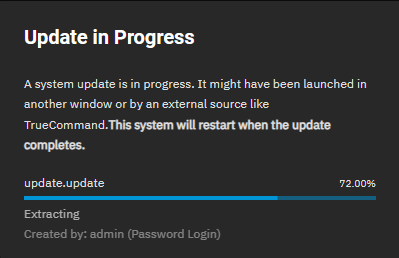 Update in Progress
A system update is in progress. It might have been launched in
another window or by an external source like
TrueCommand.This system will restart when the update
completes.
update.update 72.00%
Extracting
Created by: admin (Password Login)